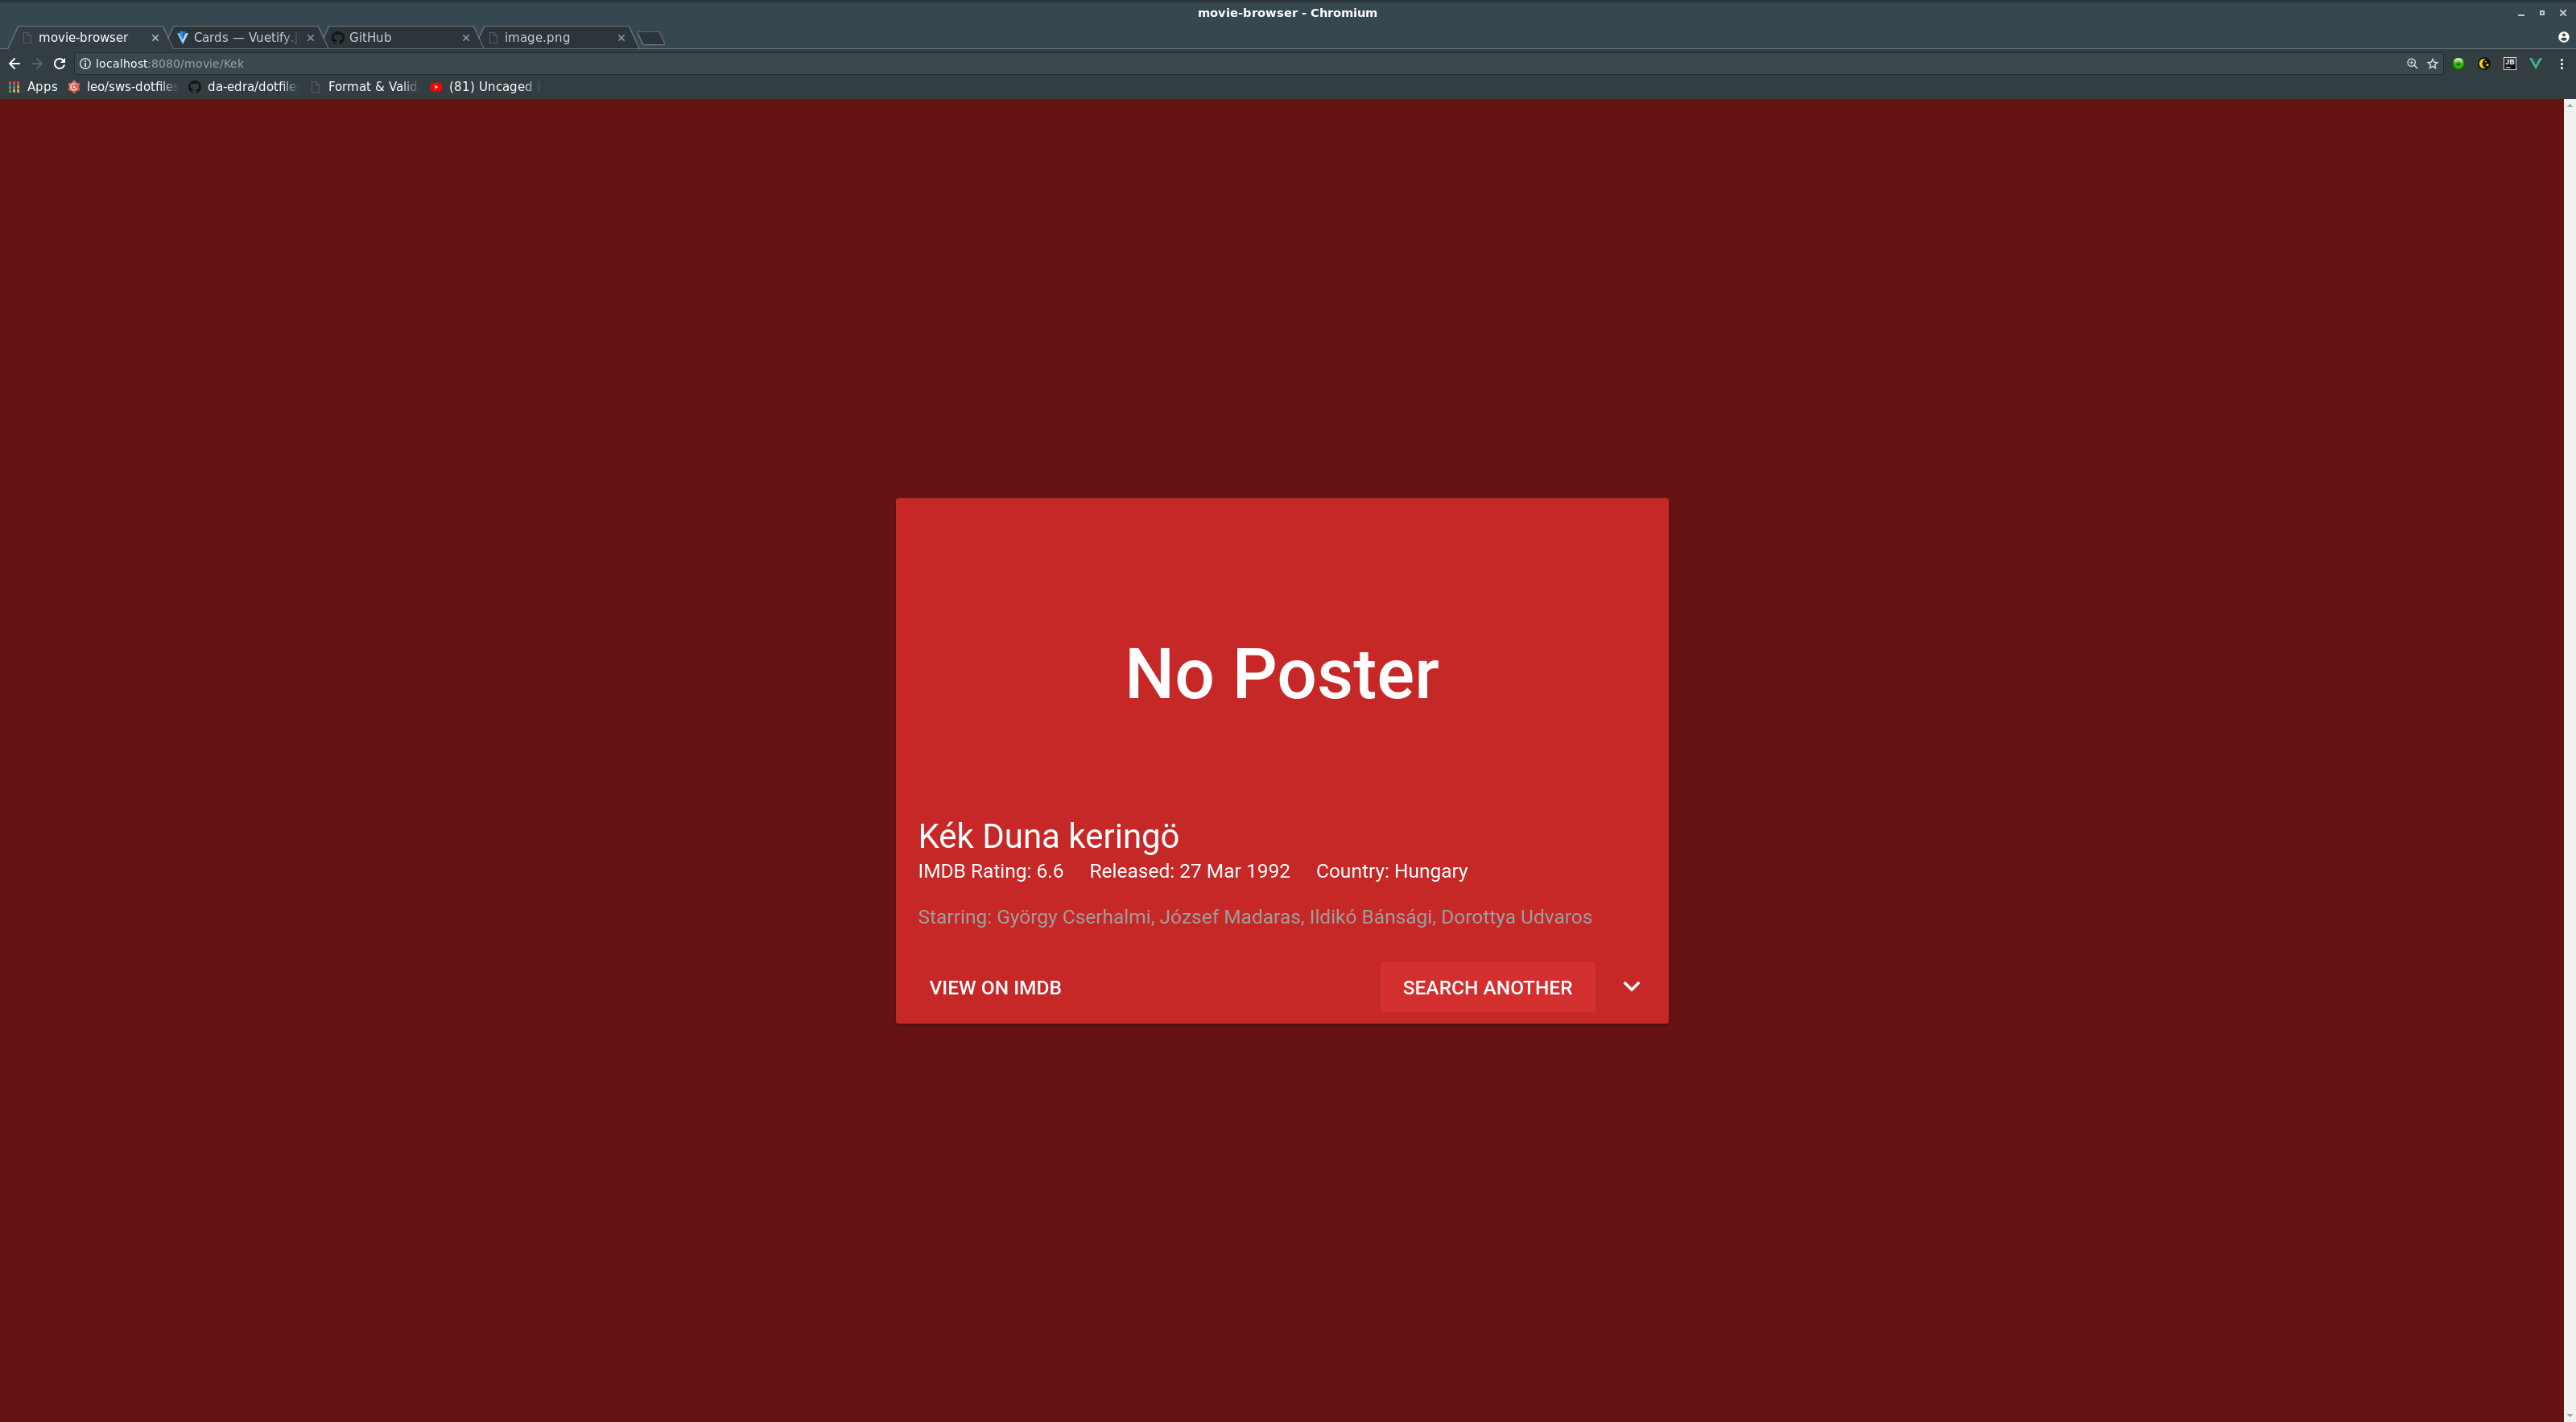 movie-browser - Chromium
movie-browser
Cards — Vuetify.j
GitHub
image.png
localhost:8080/movie/Kek
Apps
leo/sws-dotfiles
da-edra/dotfile
Format & Valid
(81) Uncaged
No Poster
Kék Duna keringö
IMDB Rating: 6.6 Released: 27 Mar 1992 Country: Hungary
Starring: György Cserhalmi, József Madaras, Ildikó Bánsági, Dorottya Udvaros
VIEW ON IMDB
SEARCH ANOTHER